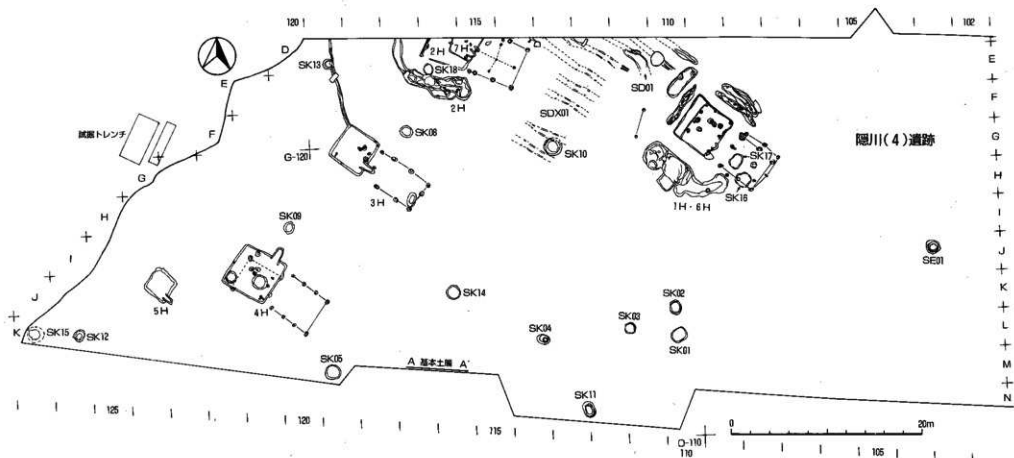 120 115 110 105 102
D
E
F
G
H
I
J
K
試掘トレンチ
G-120
SK13
2H 7H
SK18
2H
SK08
3H
SDX01
SK10
SD01
SK17
SK16
1H・6H
隠川(4)遺跡
E
F
G
H
I
J
K
L
M
N
SK09
SE01
5H
4H
SK14
SK02
SK03
SK01
SK04
SK15
SK12
SK05
A 基本土層 A'
SK11
125 120 115 110 105
O-110
0 20m